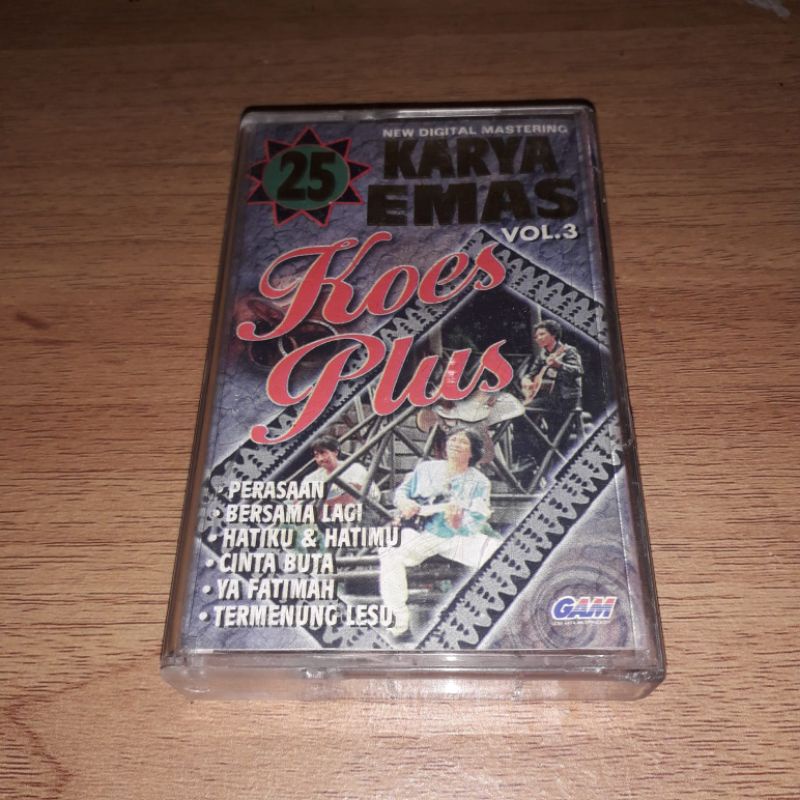 NEW DIGITAL MASTERING
25
KARYA
EMAS
VOL.3
Koes
Plus
• PERASAAN
• BERSAMA LAGI
• HATIKU & HATIMU
• CINTA BUTA
• YA FATIMAH
• TERMENUNG LESU
GAM